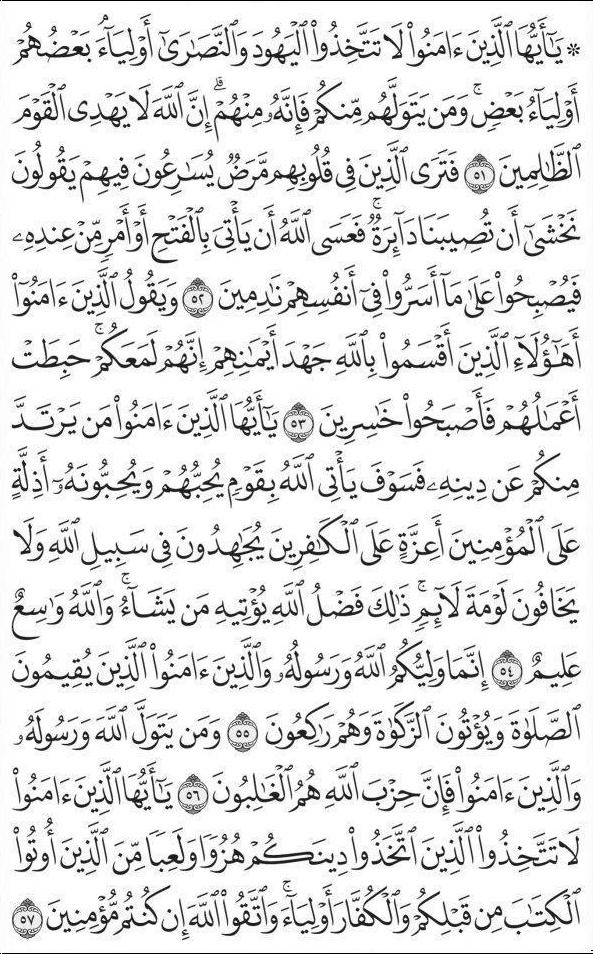 ۞ يَٰٓأَيُّهَا ٱلَّذِينَ ءَامَنُوا۟ لَا تَتَّخِذُوا۟ ٱلْيَهُودَ وَٱلنَّصَٰرَىٰٓ أَوْلِيَآءَۘ بَعْضُهُمْ
أَوْلِيَآءُ بَعْضٍۚ وَمَن يَتَوَلَّهُم مِّنكُمْ فَإِنَّهُۥ مِنْهُمْۗ إِنَّ ٱللَّهَ لَا يَهْدِى ٱلْقَوْمَ
ٱلظَّٰلِمِينَ ٥١ فَتَرَى ٱلَّذِينَ فِى قُلُوبِهِم مَّرَضٌ يُسَٰرِعُونَ فِيهِمْ يَقُولُونَ
نَخْشَىٰٓ أَن تُصِيبَنَا دَآئِرَةٌۚ فَعَسَى ٱللَّهُ أَن يَأْتِىَ بِٱلْفَتْحِ أَوْ أَمْرٍ مِّنْ عِندِهِۦ
فَيُصْبِحُوا۟ عَلَىٰ مَآ أَسَرُّوا۟ فِىٓ أَنفُسِهِمْ نَٰدِمِينَ ٥٢ وَيَقُولُ ٱلَّذِينَ ءَامَنُوٓا۟
أَهَٰٓؤُلَآءِ ٱلَّذِينَ أَقْسَمُوا۟ بِٱللَّهِ جَهْدَ أَيْمَٰنِهِمْ إِنَّهُمْ لَمَعَكُمْۚ حَبِطَتْ
أَعْمَٰلُهُمْ فَأَصْبَحُوا۟ خَٰسِرِينَ ٥٣ يَٰٓأَيُّهَا ٱلَّذِينَ ءَامَنُوا۟ مَن يَرْتَدَّ
مِنكُمْ عَن دِينِهِۦ فَسَوْفَ يَأْتِى ٱللَّهُ بِقَوْمٍ يُحِبُّهُمْ وَيُحِبُّونَهُۥٓ أَذِلَّةٍ
عَلَى ٱلْمُؤْمِنِينَ أَعِزَّةٍ عَلَى ٱلْكَٰفِرِينَ يُجَٰهِدُونَ فِى سَبِيلِ ٱللَّهِ وَلَا
يَخَافُونَ لَوْمَةَ لَآئِمٍۚ ذَٰلِكَ فَضْلُ ٱللَّهِ يُؤْتِيهِ مَن يَشَآءُۚ وَٱللَّهُ وَٰسِعٌ
عَلِيمٌ ٥٤ إِنَّمَا وَلِيُّكُمُ ٱللَّهُ وَرَسُولُهُۥ وَٱلَّذِينَ ءَامَنُوا۟ ٱلَّذِينَ يُقِيمُونَ
ٱلصَّلَوٰةَ وَيُؤْتُونَ ٱلزَّكَوٰةَ وَهُمْ رَٰكِعُونَ ٥٥ وَمَن يَتَوَلَّ ٱللَّهَ وَرَسُولَهُۥ
وَٱلَّذِينَ ءَامَنُوا۟ فَإِنَّ حِزْبَ ٱللَّهِ هُمُ ٱلْغَٰلِبُونَ ٥٦ يَٰٓأَيُّهَا ٱلَّذِينَ ءَامَنُوا۟
لَا تَتَّخِذُوا۟ ٱلَّذِينَ ٱتَّخَذُوا۟ دِينَكُمْ هُزُوًا وَلَعِبًا مِّنَ ٱلَّذِينَ أُوتُوا۟
ٱلْكِتَٰبَ مِن قَبْلِكُمْ وَٱلْكُفَّارَ أَوْلِيَآءَۚ وَٱتَّقُوا۟ ٱللَّهَ إِن كُنتُم مُّؤْمِنِينَ ٥٧